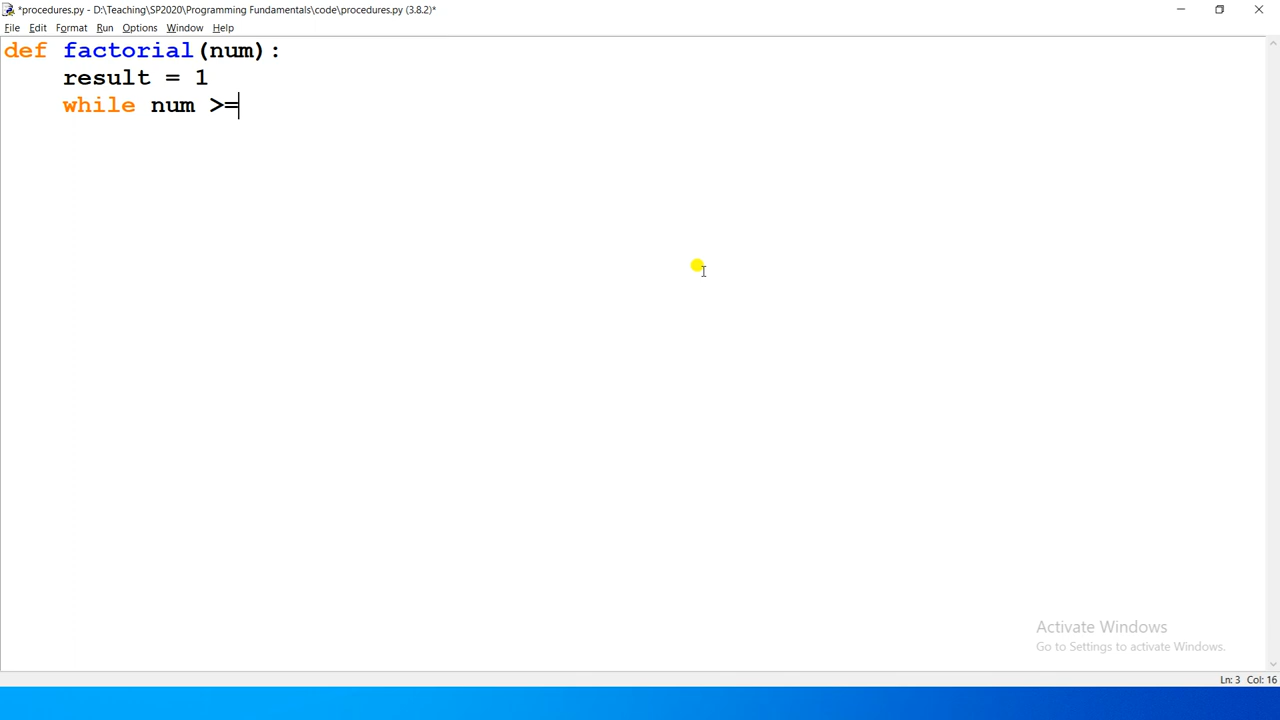 *procedures.py - D:\Teaching\SP2020\Programming Fundamentals\code\procedures.py (3.8.2)*
File Edit Format Run Options Window Help
def factorial(num):
    result = 1
    while num >=
Activate Windows
Go to Settings to activate Windows.
Ln: 3 Col: 16